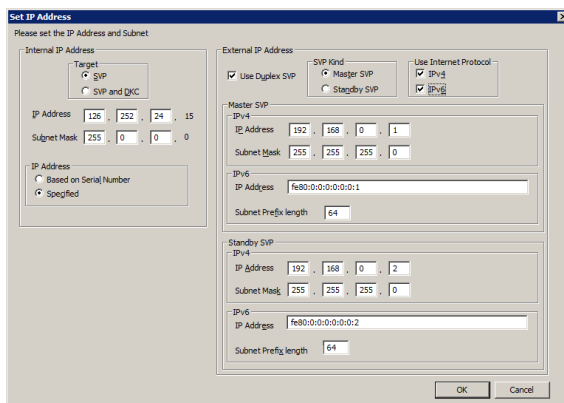 Set IP Address
Please set the IP Address and Subnet
Internal IP Address
Target
SVP
SVP and DKC
IP Address 126 . 252 . 24 . 15
Subnet Mask 255 . 0 . 0 . 0
IP Address
Based on Serial Number
Specified
External IP Address
Use Duplex SVP
SVP Kind
Master SVP
Standby SVP
Use Internet Protocol
IPv4
IPv6
Master SVP
IPv4
IP Address 192 . 168 . 0 . 1
Subnet Mask 255 . 255 . 255 . 0
IPv6
IP Address fe80:0:0:0:0:0:0:1
Subnet Prefix length 64
Standby SVP
IPv4
IP Address 192 . 168 . 0 . 2
Subnet Mask 255 . 255 . 255 . 0
IPv6
IP Address fe80:0:0:0:0:0:0:2
Subnet Prefix length 64
OK Cancel